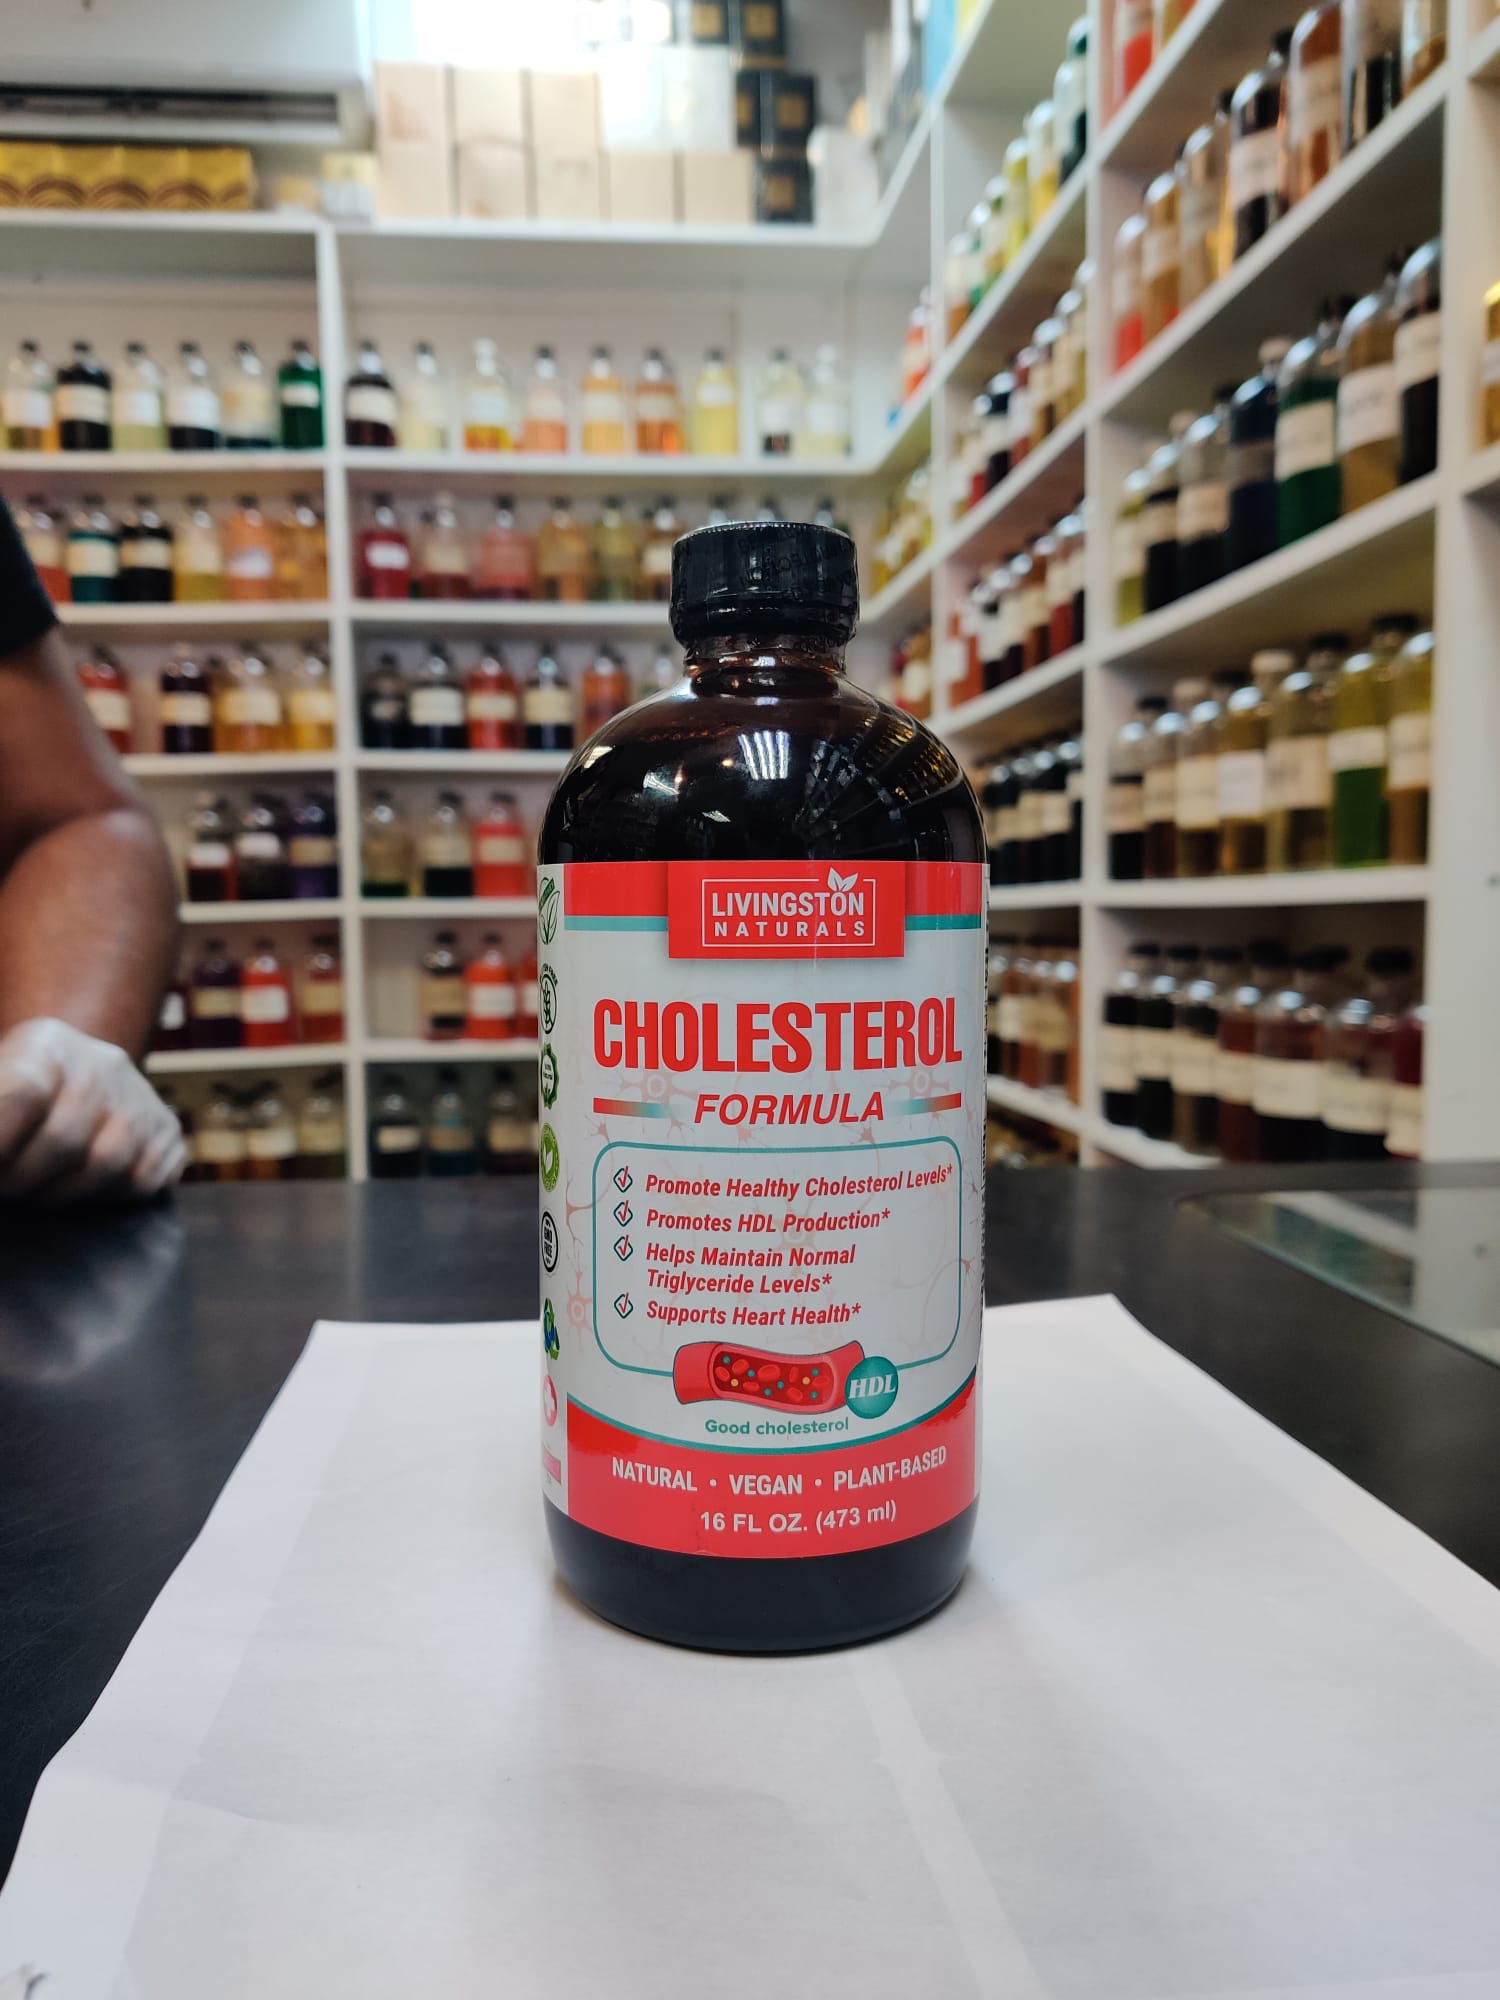 LIVINGSTON
NATURALS
CHOLESTEROL
FORMULA
Promote Healthy Cholesterol Levels*
Promotes HDL Production*
Helps Maintain Normal
Triglyceride Levels*
Supports Heart Health*
HDL
Good cholesterol
NATURAL • VEGAN • PLANT-BASED
16 FL OZ. (473 ml)